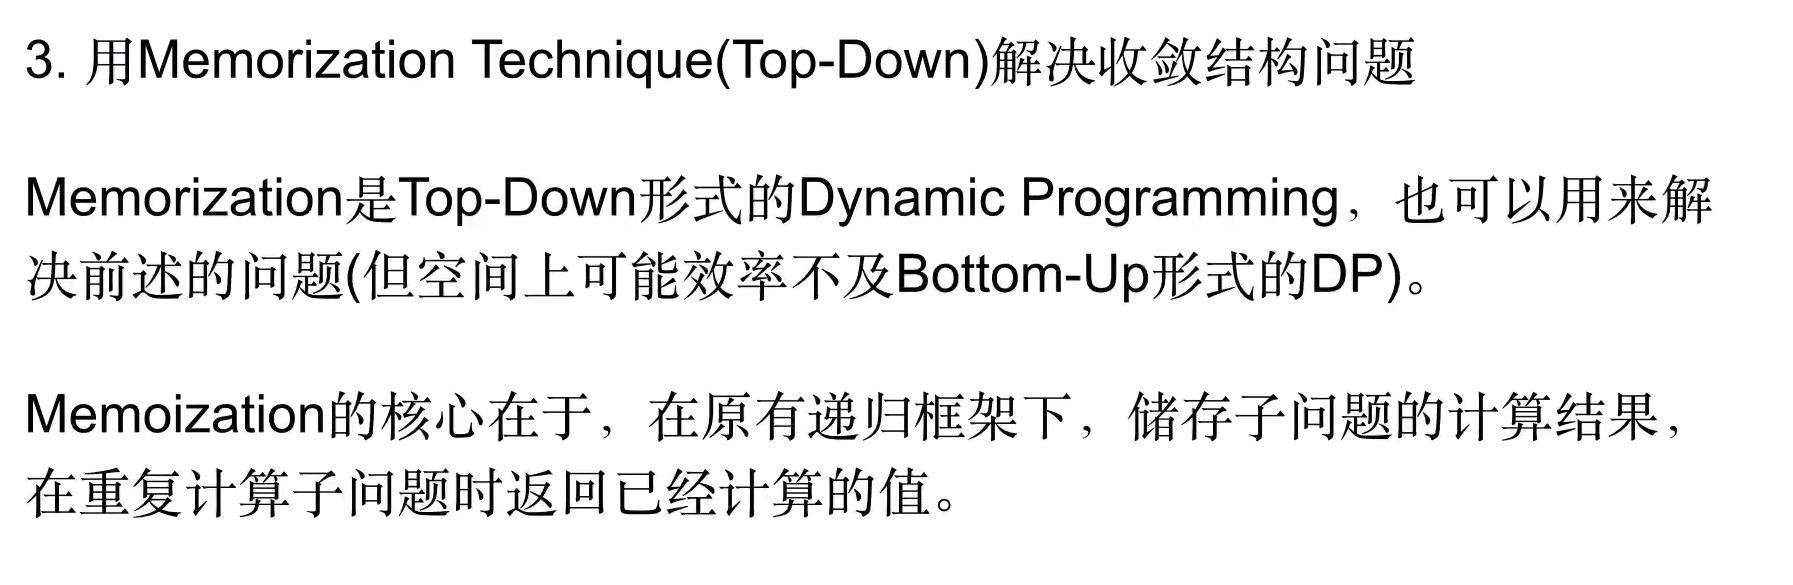 3. 用Memorization Technique(Top-Down)解决收敛结构问题
Memorization是Top-Down形式的Dynamic Programming，也可以用来解
决前述的问题(但空间上可能效率不及Bottom-Up形式的DP)。
Memoization的核心在于，在原有递归框架下，储存子问题的计算结果，
在重复计算子问题时返回已经计算的值。